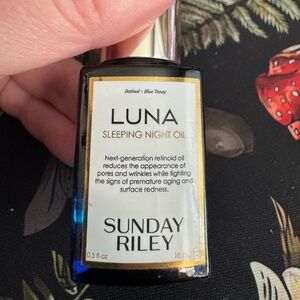 Retinol + Blue Tansy
LUNA
SLEEPING NIGHT OIL
Next-generation retinoid oil
reduces the appearance of
pores and wrinkles while fighting
the signs of premature aging and
surface redness.
SUNDAY
RILEY
0.5 fl oz
15